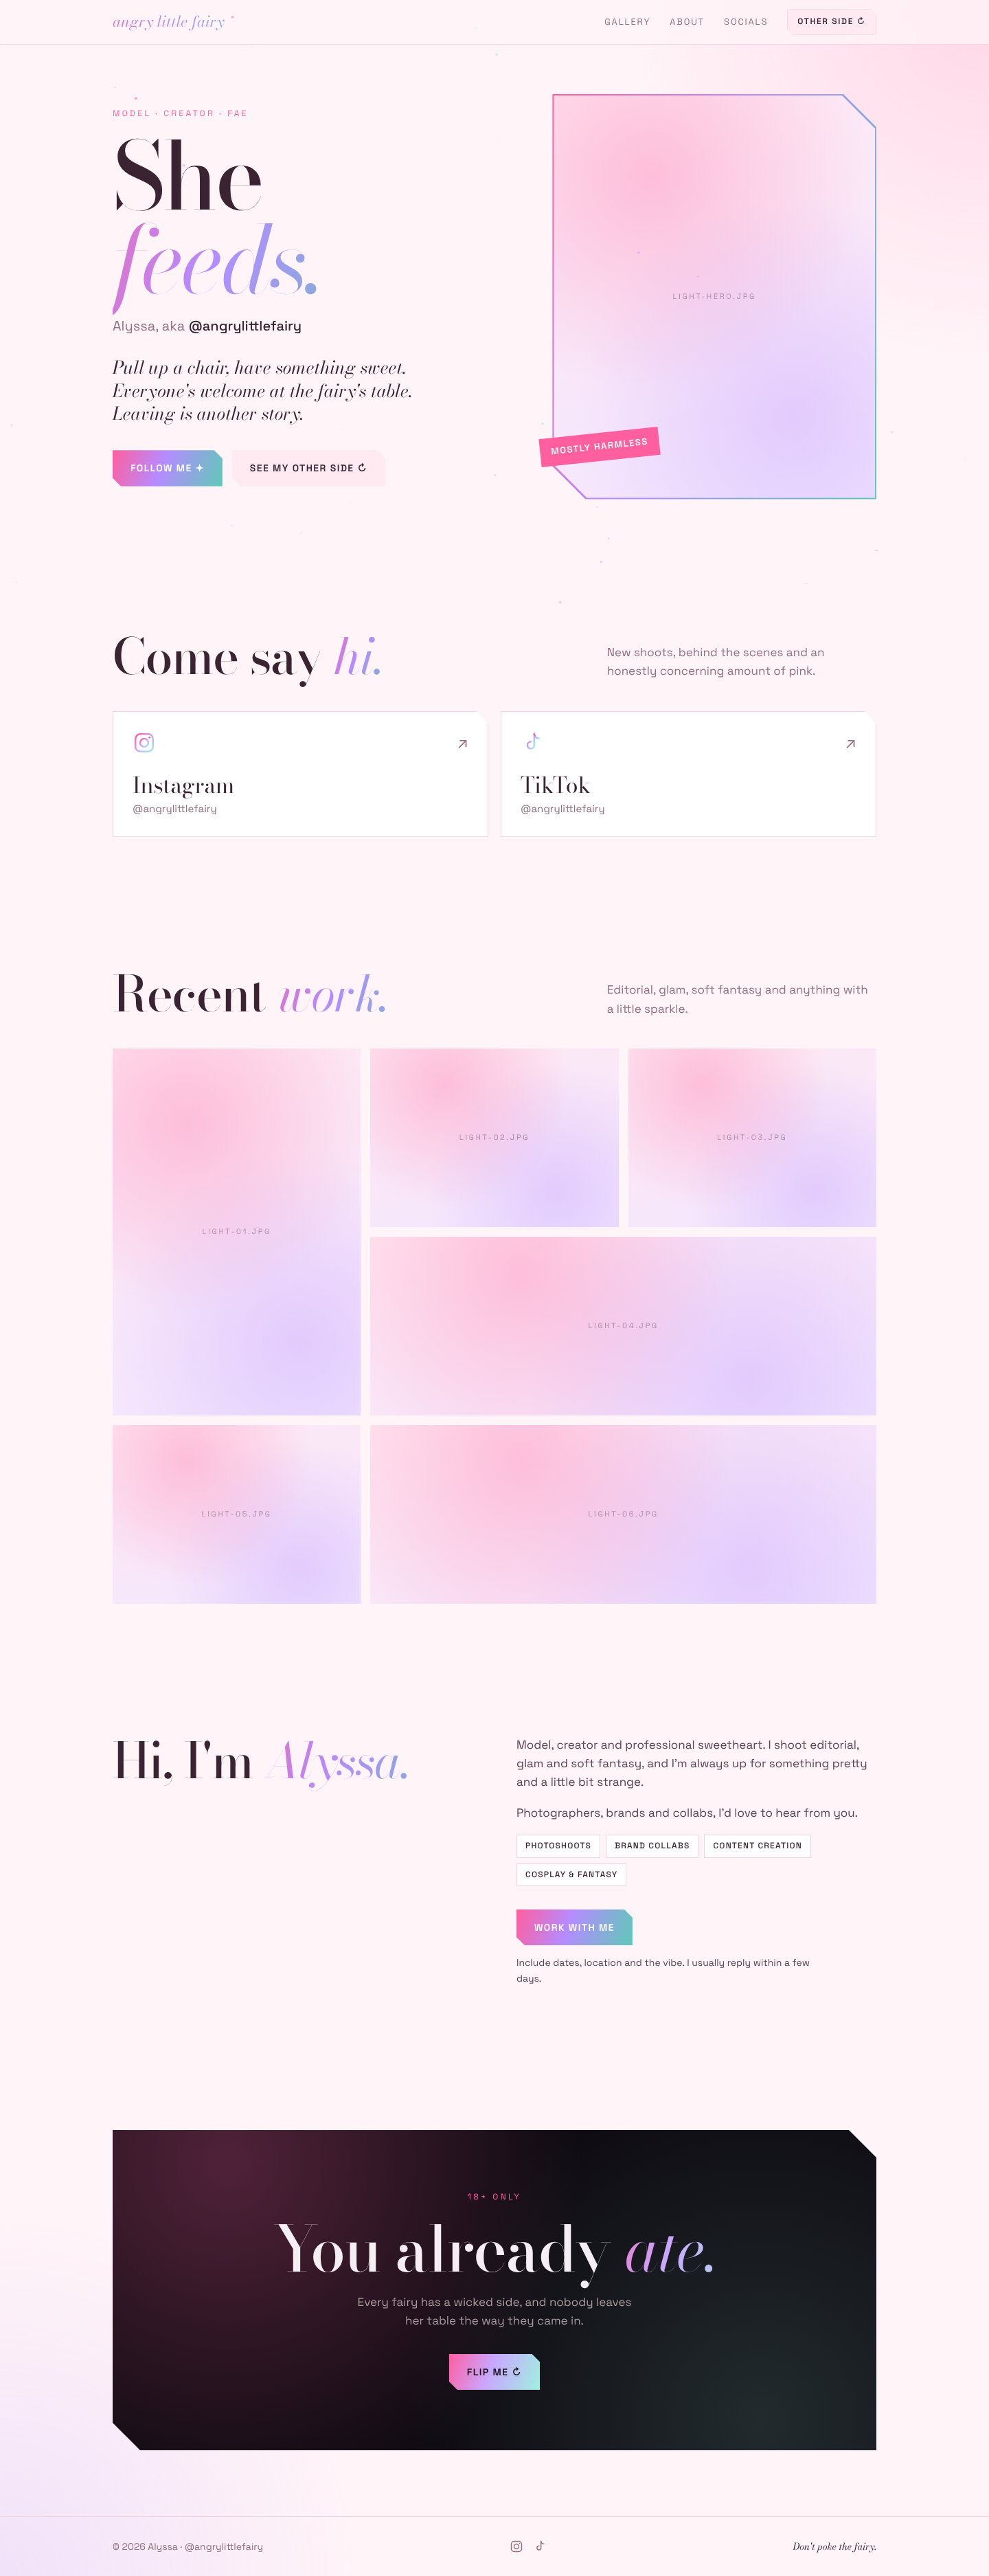 angry little fairy
GALLERY ABOUT SOCIALS OTHER SIDE ↻
MODEL · CREATOR · FAE
She
feeds.
Alyssa, aka @angrylittlefairy
Pull up a chair, have something sweet.
Everyone's welcome at the fairy's table.
Leaving is another story.
FOLLOW ME ✦
SEE MY OTHER SIDE ↻
LIGHT-HERO.JPG
MOSTLY HARMLESS
Come say hi.
New shoots, behind the scenes and an
honestly concerning amount of pink.
Instagram
@angrylittlefairy
TikTok
@angrylittlefairy
Recent work.
Editorial, glam, soft fantasy and anything with
a little sparkle.
LIGHT-01.JPG
LIGHT-02.JPG
LIGHT-03.JPG
LIGHT-04.JPG
LIGHT-05.JPG
LIGHT-06.JPG
Hi, I'm Alyssa.
Model, creator and professional sweetheart. I shoot editorial,
glam and soft fantasy, and I'm always up for something pretty
and a little bit strange.
Photographers, brands and collabs, I'd love to hear from you.
PHOTOSHOOTS
BRAND COLLABS
CONTENT CREATION
COSPLAY & FANTASY
WORK WITH ME
Include dates, location and the vibe. I usually reply within a few
days.
18+ ONLY
You already ate.
Every fairy has a wicked side, and nobody leaves
her table the way they came in.
FLIP ME ↻
© 2026 Alyssa · @angrylittlefairy
Don't poke the fairy.